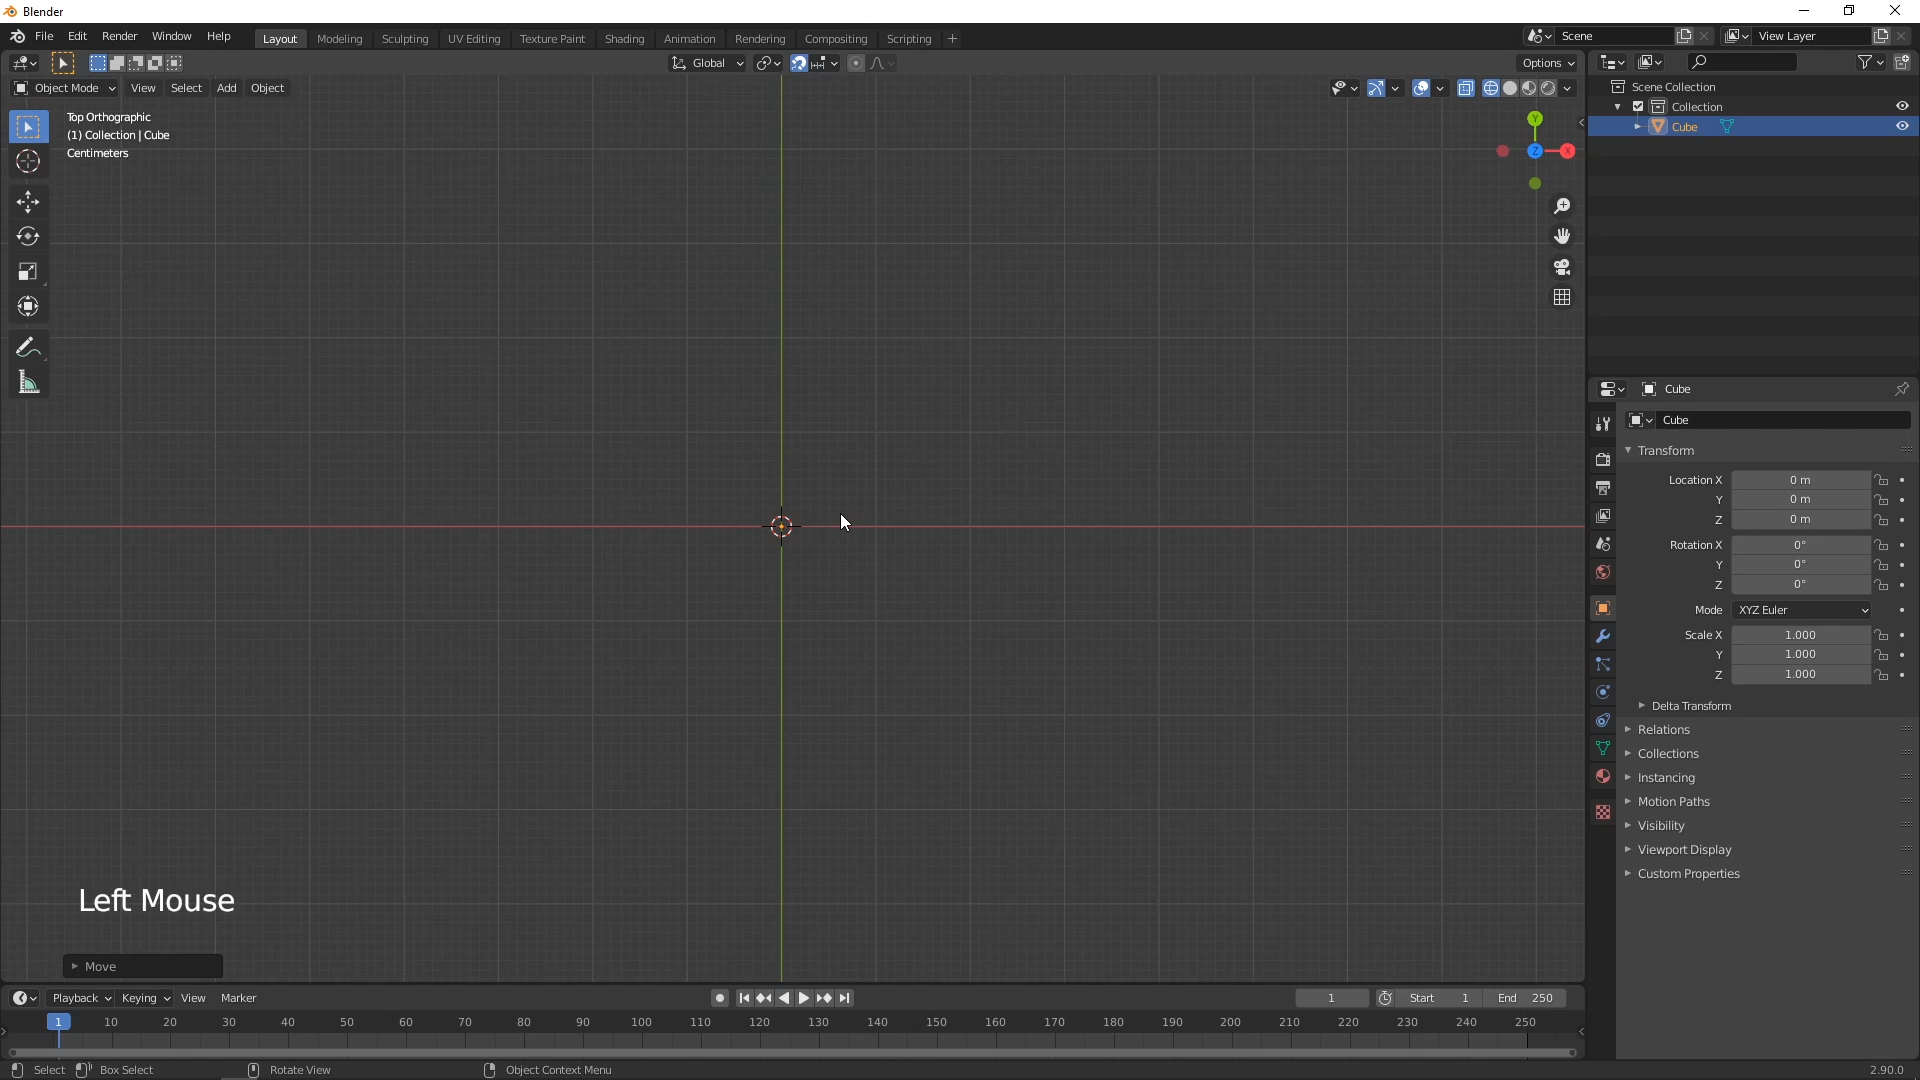 Blender
File Edit Render Window Help Layout Modeling Sculpting UV Editing Texture Paint Shading Animation Rendering Compositing Scripting + Scene View Layer
Global Options
Object Mode View Select Add Object
Scene Collection
Collection
Cube
Top Orthographic
(1) Collection | Cube
Centimeters
Y
Z X
Cube
Cube
Transform
Location X 0 m
Y 0 m
Z 0 m
Rotation X 0°
Y 0°
Z 0°
Mode XYZ Euler
Scale X 1.000
Y 1.000
Z 1.000
Delta Transform
Relations
Collections
Instancing
Motion Paths
Visibility
Viewport Display
Custom Properties
Left Mouse
Move
Playback Keying View Marker 1 Start 1 End 250
1 10 20 30 40 50 60 70 80 90 100 110 120 130 140 150 160 170 180 190 200 210 220 230 240 250
Select Box Select Rotate View Object Context Menu 2.90.0